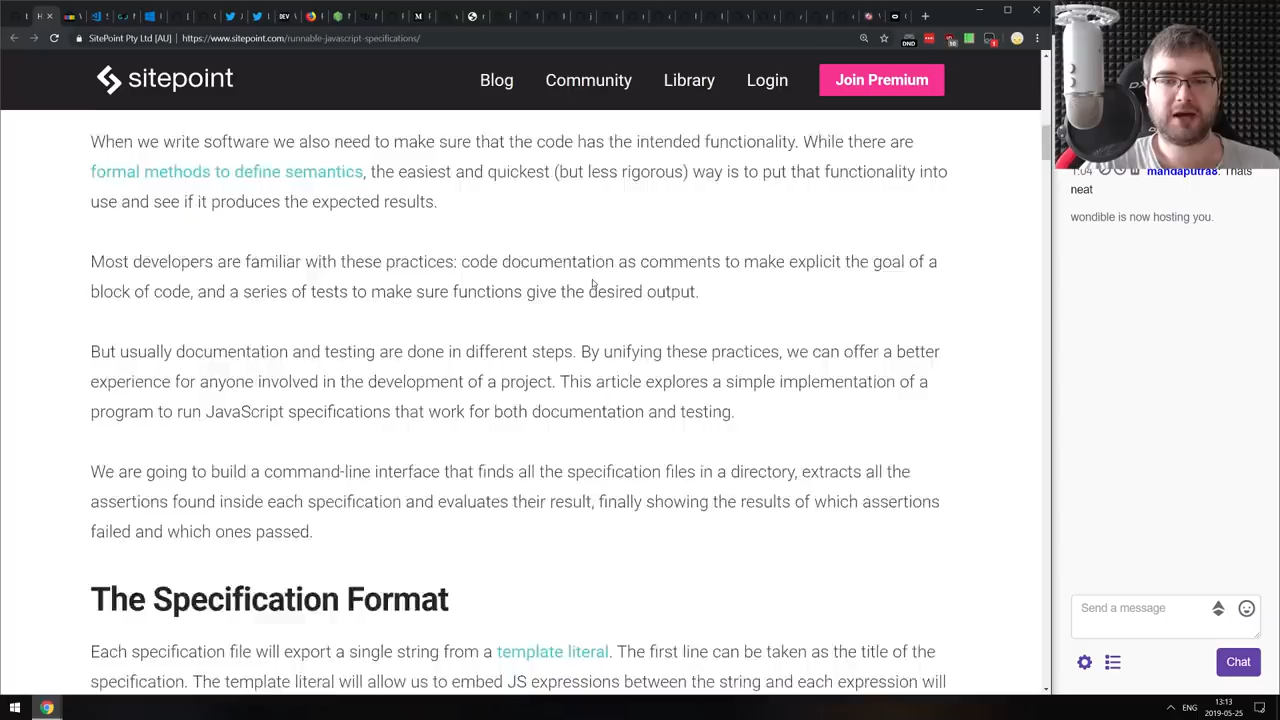 SitePoint Pty Ltd [AU] | https://www.sitepoint.com/runnable-javascript-specifications/
DND
sitepoint
Blog
Community
Library
Login
Join Premium
When we write software we also need to make sure that the code has the intended functionality. While there are
formal methods to define semantics, the easiest and quickest (but less rigorous) way is to put that functionality into
use and see if it produces the expected results.
Most developers are familiar with these practices: code documentation as comments to make explicit the goal of a
block of code, and a series of tests to make sure functions give the desired output.
But usually documentation and testing are done in different steps. By unifying these practices, we can offer a better
experience for anyone involved in the development of a project. This article explores a simple implementation of a
program to run JavaScript specifications that work for both documentation and testing.
We are going to build a command-line interface that finds all the specification files in a directory, extracts all the
assertions found inside each specification and evaluates their result, finally showing the results of which assertions
failed and which ones passed.
The Specification Format
Each specification file will export a single string from a template literal. The first line can be taken as the title of the
specification. The template literal will allow us to embed JS expressions between the string and each expression will
1:04 mandaputra8: Thats
neat
wondible is now hosting you.
Send a message
Chat
ENG
13:13
2019-05-25